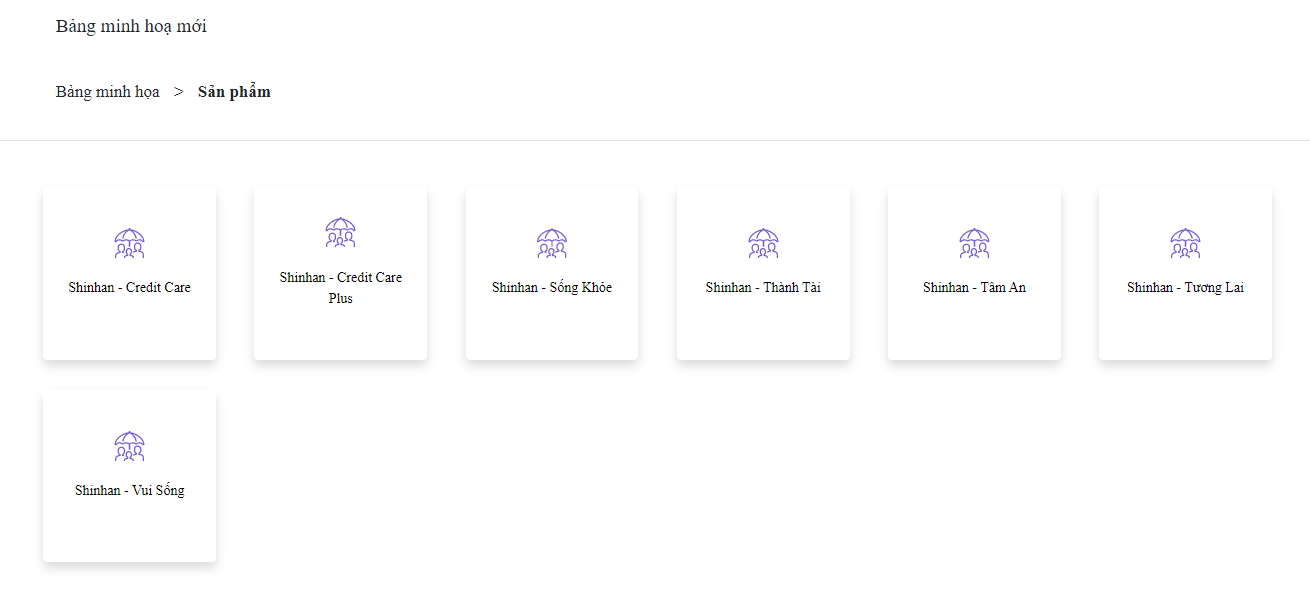 Bảng minh hoạ mới
Bảng minh họa > Sản phẩm
Shinhan - Credit Care
Shinhan - Credit Care
Plus
Shinhan - Sống Khỏe
Shinhan - Thành Tài
Shinhan - Tâm An
Shinhan - Tương Lai
Shinhan - Vui Sống